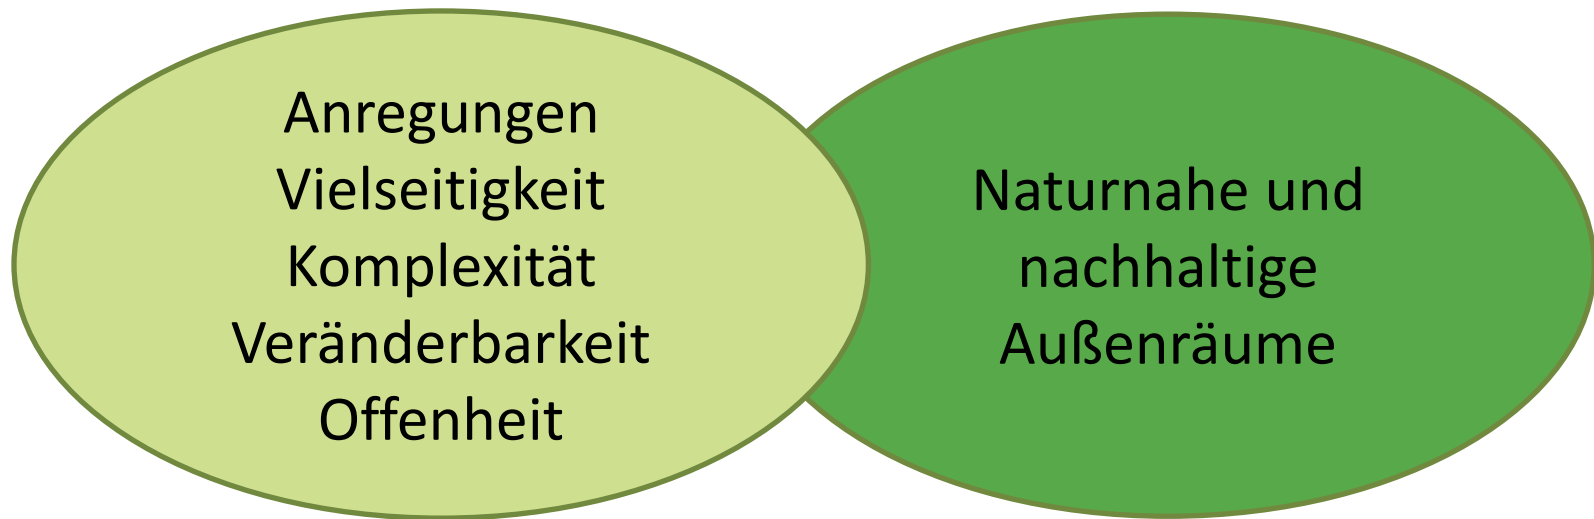 Anregungen
Vielseitigkeit
Komplexität
Veränderbarkeit
Offenheit
Naturnahe und
nachhaltige
Außenräume